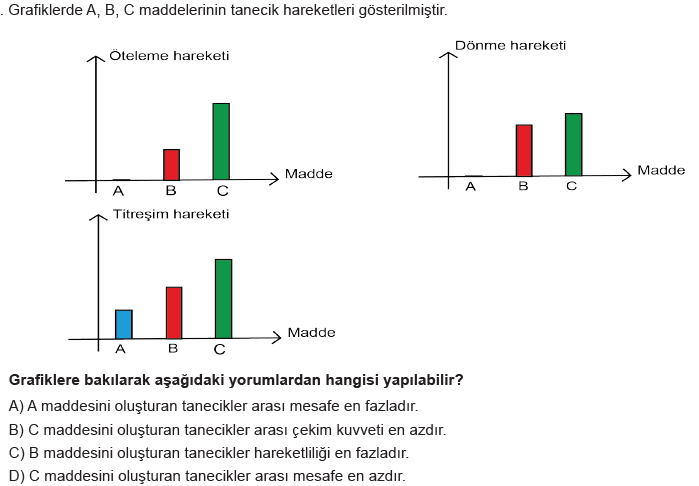 . Grafiklerde A, B, C maddelerinin tanecik hareketleri gösterilmiştir.
Öteleme hareketi
Madde
A B C
Dönme hareketi
Madde
A B C
Titreşim hareketi
Madde
A B C
Grafiklere bakılarak aşağıdaki yorumlardan hangisi yapılabilir?
A) A maddesini oluşturan tanecikler arası mesafe en fazladır.
B) C maddesini oluşturan tanecikler arası çekim kuvveti en azdır.
C) B maddesini oluşturan tanecikler hareketliliği en fazladır.
D) C maddesini oluşturan tanecikler arası mesafe en azdır.